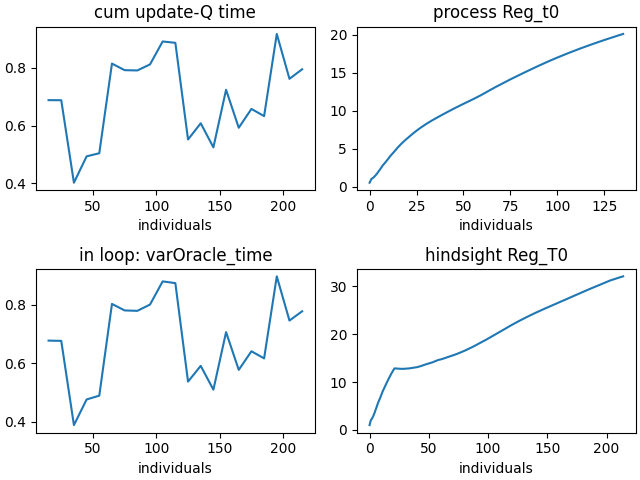 cum update-Q time
0.8
0.6
0.4
50 100 150 200
individuals
process Reg_t0
20
15
10
5
0
0 25 50 75 100 125
individuals
in loop: varOracle_time
0.8
0.6
0.4
50 100 150 200
individuals
hindsight Reg_T0
30
20
10
0
0 50 100 150 200
individuals